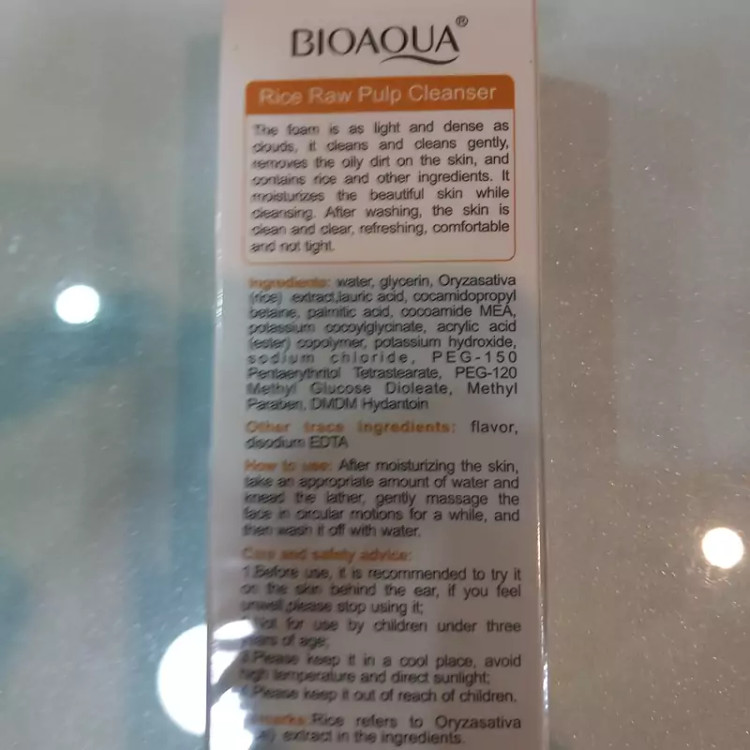 BIOAQUA®
Rice Raw Pulp Cleanser
The foam is as light and dense as
clouds, it cleans and cleans gently,
removes the oily dirt on the skin, and
contains rice and other ingredients. It
moisturizes the beautiful skin while
cleansing. After washing, the skin is
clean and clear, refreshing, comfortable
and not tight.
Ingredients: water, glycerin, Oryzasativa
(rice) extract,lauric acid, cocamidopropyl
betaine, palmitic acid, cocoamide MEA,
potassium cocoylglycinate, acrylic acid
(ester) copolymer, potassium hydroxide,
sodium chloride, PEG-150
Pentaerythritol Tetrastearate, PEG-120
Methyl Glucose Dioleate, Methyl
Paraben, DMDM Hydantoin
Other trace ingredients: flavor,
disodium EDTA
How to use: After moisturizing the skin,
take an appropriate amount of water and
knead the lather, gently massage the
face in circular motions for a while, and
then wash it off with water.
Care and safety advice:
1.Before use, it is recommended to try it
on the skin behind the ear, if you feel
unwell,please stop using it;
Not for use by children under three
years of age;
3.Please keep it in a cool place, avoid
high temperature and direct sunlight;
Please keep it out of reach of children.
Rice refers to Oryzasativa
extract in the ingredients.